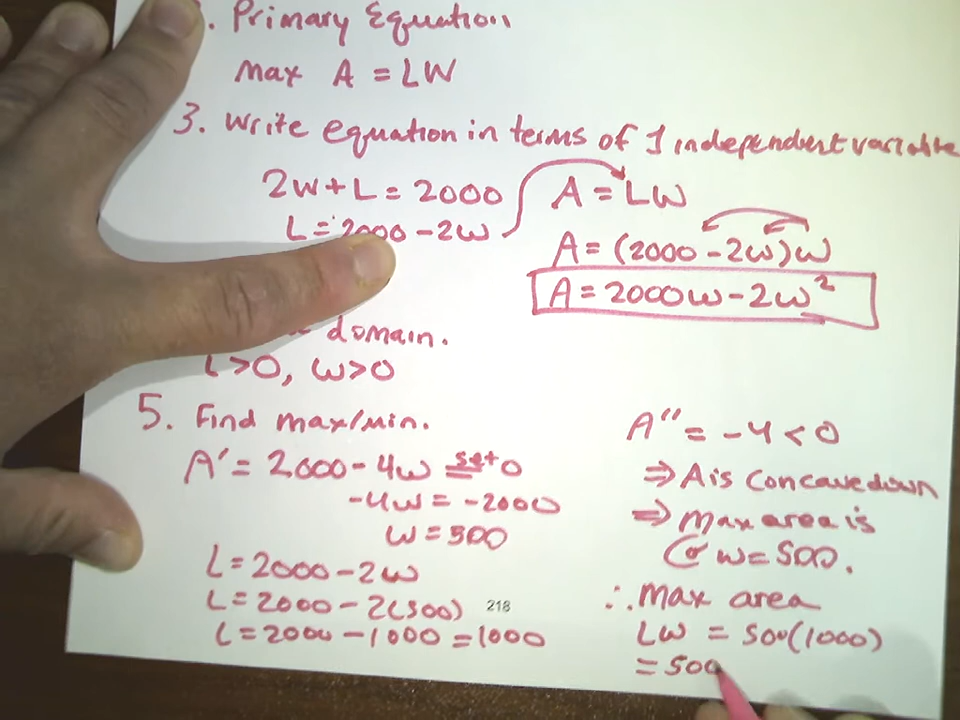 . Primary Equation
Max A = LW
3. Write equation in terms of 1 independent variable
2W + L = 2000
L = 2000 - 2W
A = LW
A = (2000 - 2W)W
A = 2000W - 2W²
domain.
L > 0, W > 0
5. Find Max/Min.
A' = 2000 - 4W set = 0
-4W = -2000
W = 500
L = 2000 - 2W
L = 2000 - 2(500)
L = 2000 - 1000 = 1000
218
A'' = -4 < 0
⇒ A is Concave down
⇒ Max area is
@ W = 500.
∴ Max area
LW = 500(1000)
= 500